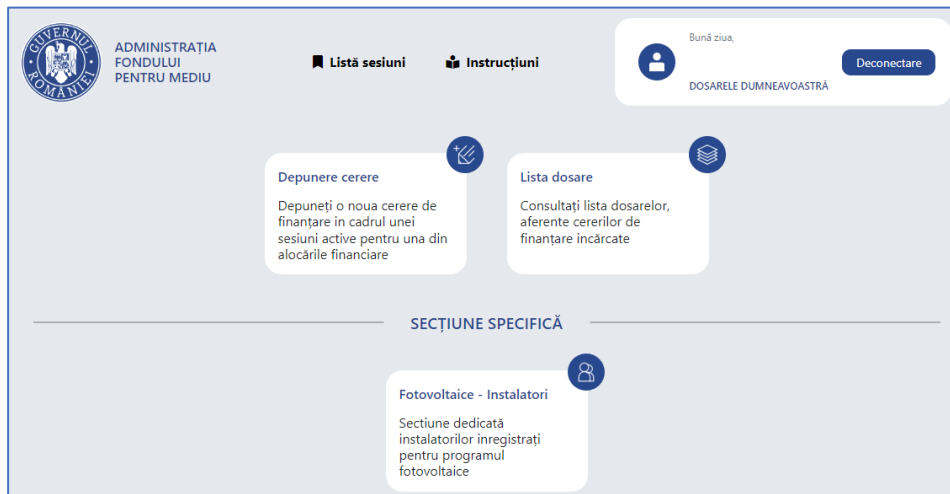 GUVERNUL ROMÂNIEI
ADMINISTRAȚIA
FONDULUI
PENTRU MEDIU
Listă sesiuni
Instrucțiuni
Bună ziua,
DOSARELE DUMNEAVOASTRĂ
Deconectare
Depunere cerere
Depuneți o noua cerere de
finanțare in cadrul unei
sesiuni active pentru una din
alocările financiare
Lista dosare
Consultați lista dosarelor,
aferente cererilor de
finanțare incărcate
SECȚIUNE SPECIFICĂ
Fotovoltaice - Instalatori
Sectiune dedicată
instalatorilor inregistrați
pentru programul
fotovoltaice